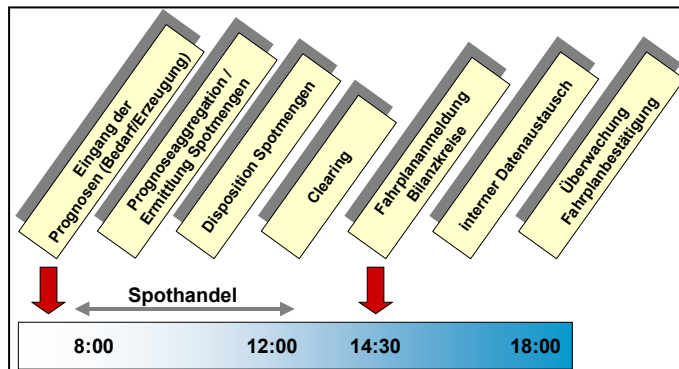 Eingang der
Prognosen (Bedarf/Erzeugung)
Prognoseaggregation /
Ermittlung Spotmengen
Disposition Spotmengen
Clearing
Fahrplananmeldung
Bilanzkreise
interner Datenaustausch
Überwachung
Fahrplanbestätigung
Spothandel
8:00 12:00 14:30 18:00